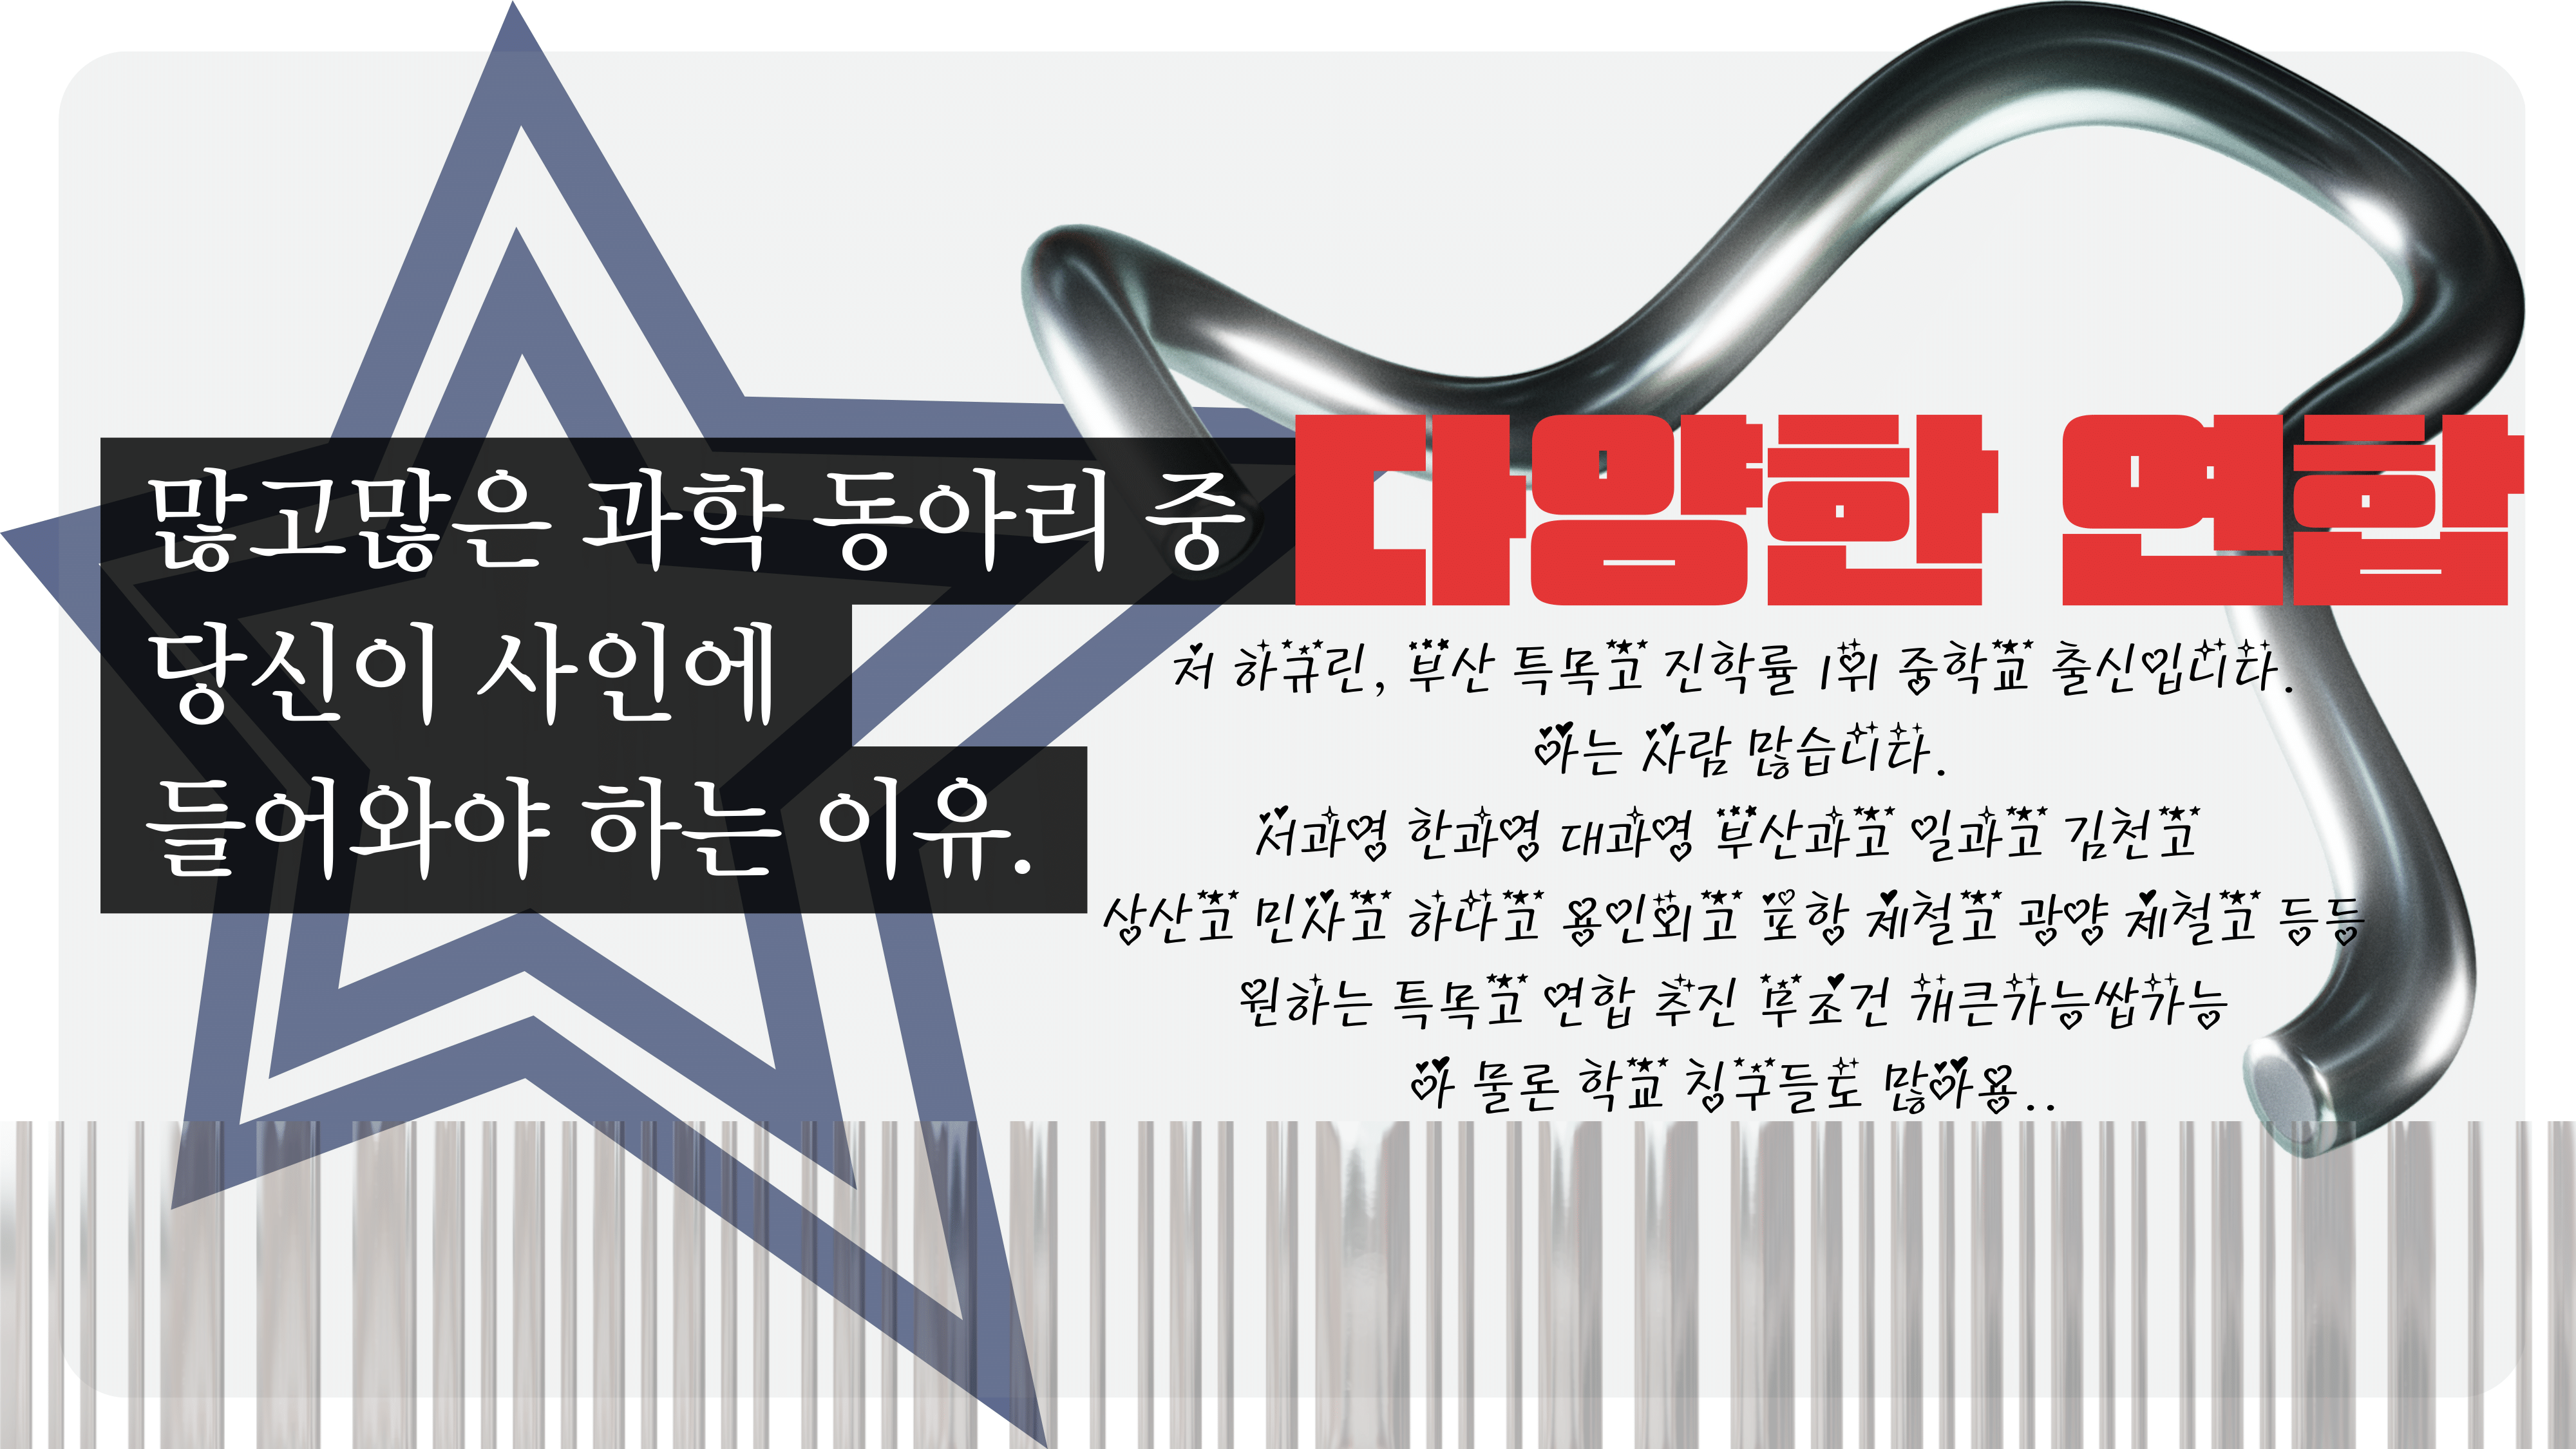 많고많은 과학 동아리 중
당신이 사인에
들어와야 하는 이유.
다양한 연합
저 하규린, 부산 특목고 진학률 1위 중학교 출신입니다.
아는 사람 많습니다.
서과영 한과영 대과영 부산과고 일과고 김천고
상산고 민사고 하나고 용인외고 포항 제철고 광양 제철고 등등
원하는 특목고 연합 추진 무조건 개큰가능쌉가능
아 물론 학교 칭구들도 많아용..